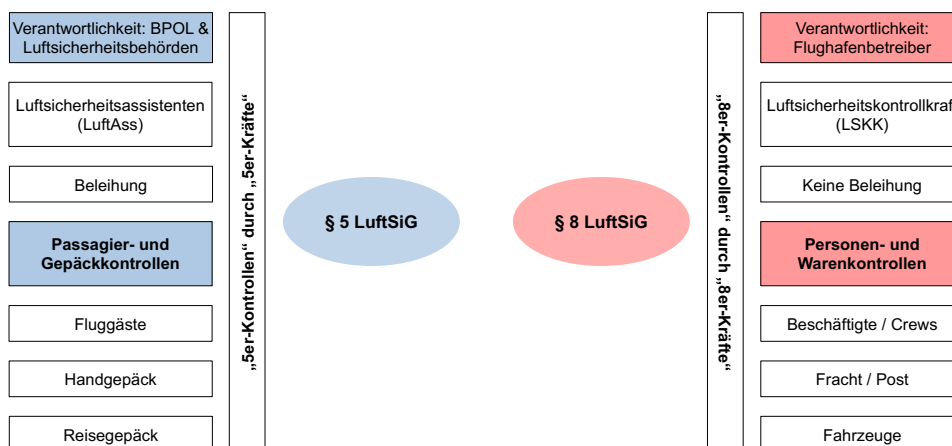 Verantwortlichkeit: BPOL &
Luftsicherheitsbehörden
Luftsicherheitsassistenten
(LuftAss)
Beleihung
Passagier- und
Gepäckkontrollen
Fluggäste
Handgepäck
Reisegepäck
„5er-Kontrollen“ durch „5er-Kräfte“
§ 5 LuftSiG
§ 8 LuftSiG
„8er-Kontrollen“ durch „8er-Kräfte“
Verantwortlichkeit:
Flughafenbetreiber
Luftsicherheitskontrollkraft
(LSKK)
Keine Beleihung
Personen- und
Warenkontrollen
Beschäftigte / Crews
Fracht / Post
Fahrzeuge